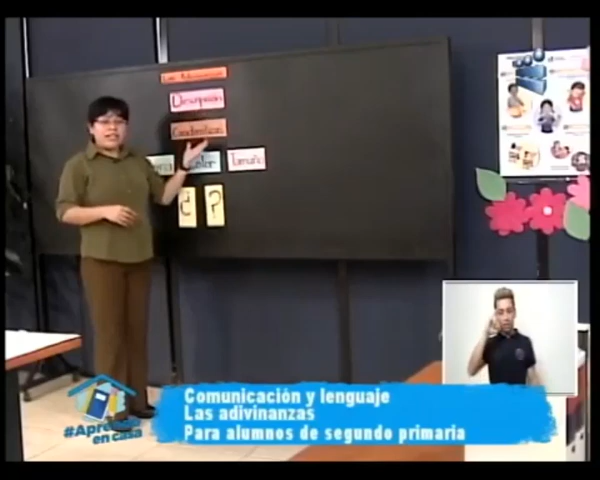 Las Adivinanzas
Descripción
Características
Color
Tamaño
¿ ?
Comunicación y lenguaje
Las adivinanzas
Para alumnos de segundo primaria
#Aprendo
en casa